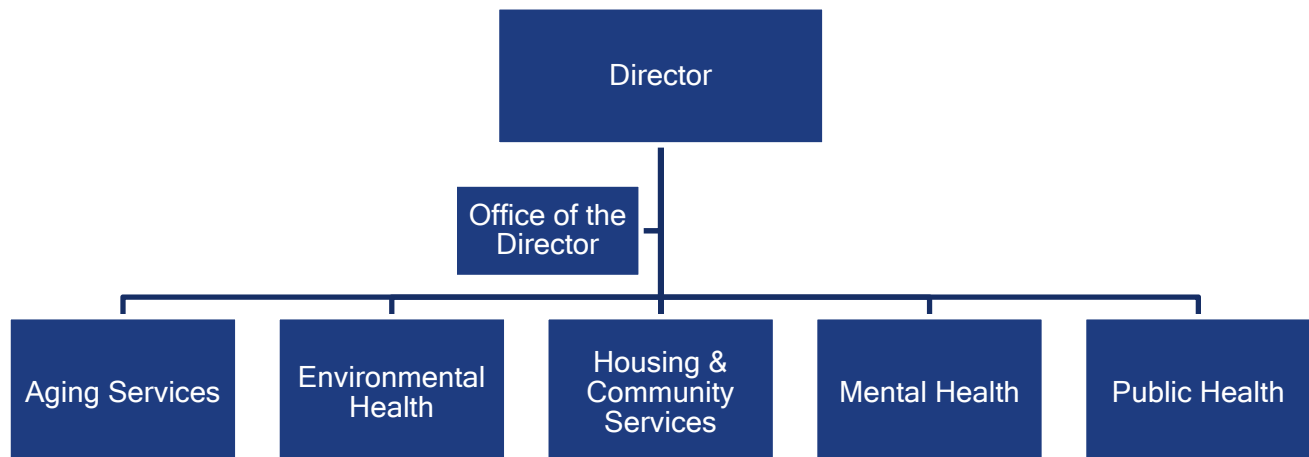 Director
Office of the
Director
Aging Services
Environmental
Health
Housing &
Community
Services
Mental Health
Public Health